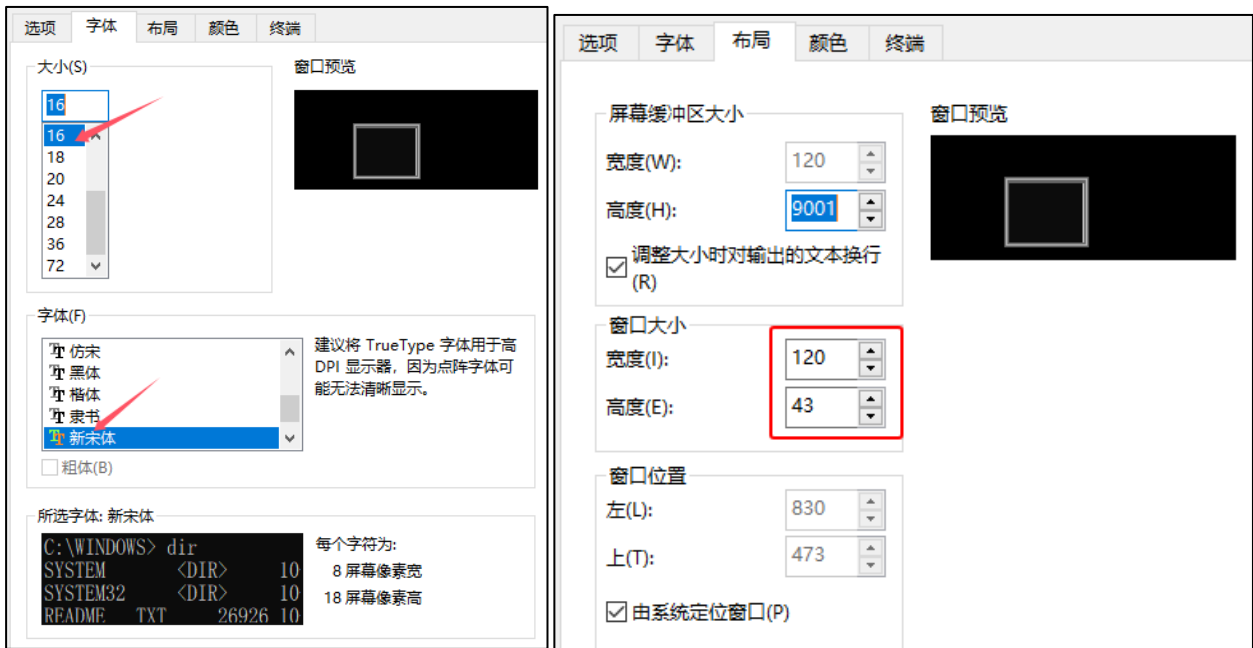 选项 字体 布局 颜色 终端
大小(S)
16
16
18
20
24
28
36
72
窗口预览
字体(F)
仿宋
黑体
楷体
隶书
新宋体
粗体(B)
建议将 TrueType 字体用于高
DPI 显示器，因为点阵字体可
能无法清晰显示。
所选字体: 新宋体
C:\WINDOWS> dir
SYSTEM <DIR> 10
SYSTEM32 <DIR> 10
README TXT 26926 10
每个字符为:
8 屏幕像素宽
18 屏幕像素高
选项 字体 布局 颜色 终端
屏幕缓冲区大小
宽度(W): 120
高度(H): 9001
调整大小时对输出的文本换行
(R)
窗口预览
窗口大小
宽度(I): 120
高度(E): 43
窗口位置
左(L): 830
上(T): 473
由系统定位窗口(P)